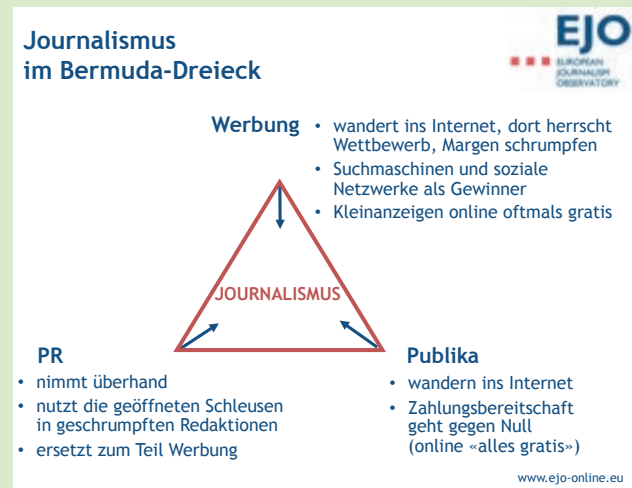 Journalismus
im Bermuda-Dreieck
EJO
EUROPEAN
JOURNALISM
OBSERVATORY
Werbung
• wandert ins Internet, dort herrscht
Wettbewerb, Margen schrumpfen
• Suchmaschinen und soziale
Netzwerke als Gewinner
• Kleinanzeigen online oftmals gratis
JOURNALISMUS
PR
• nimmt überhand
• nutzt die geöffneten Schleusen
in geschrumpften Redaktionen
• ersetzt zum Teil Werbung
Publika
• wandern ins Internet
• Zahlungsbereitschaft
geht gegen Null
(online «alles gratis»)
www.ejo-online.eu